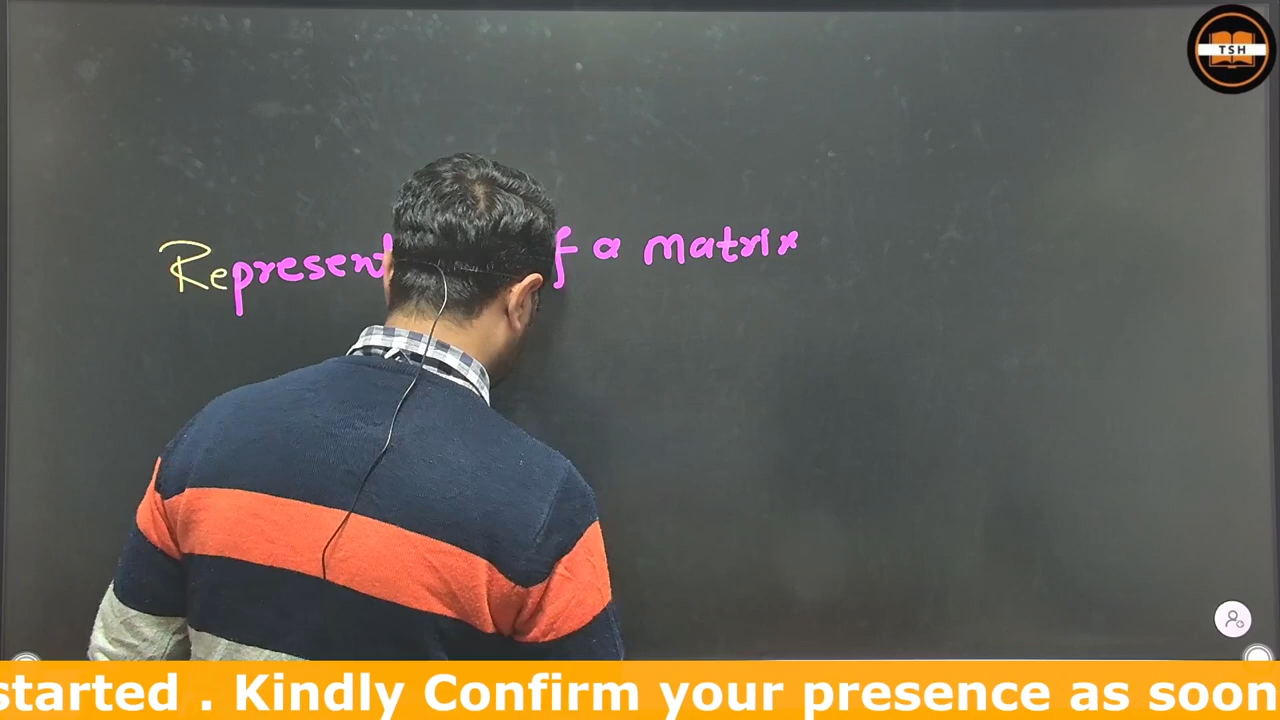 TSH
Represent f a matrix
started . Kindly Confirm your presence as soon